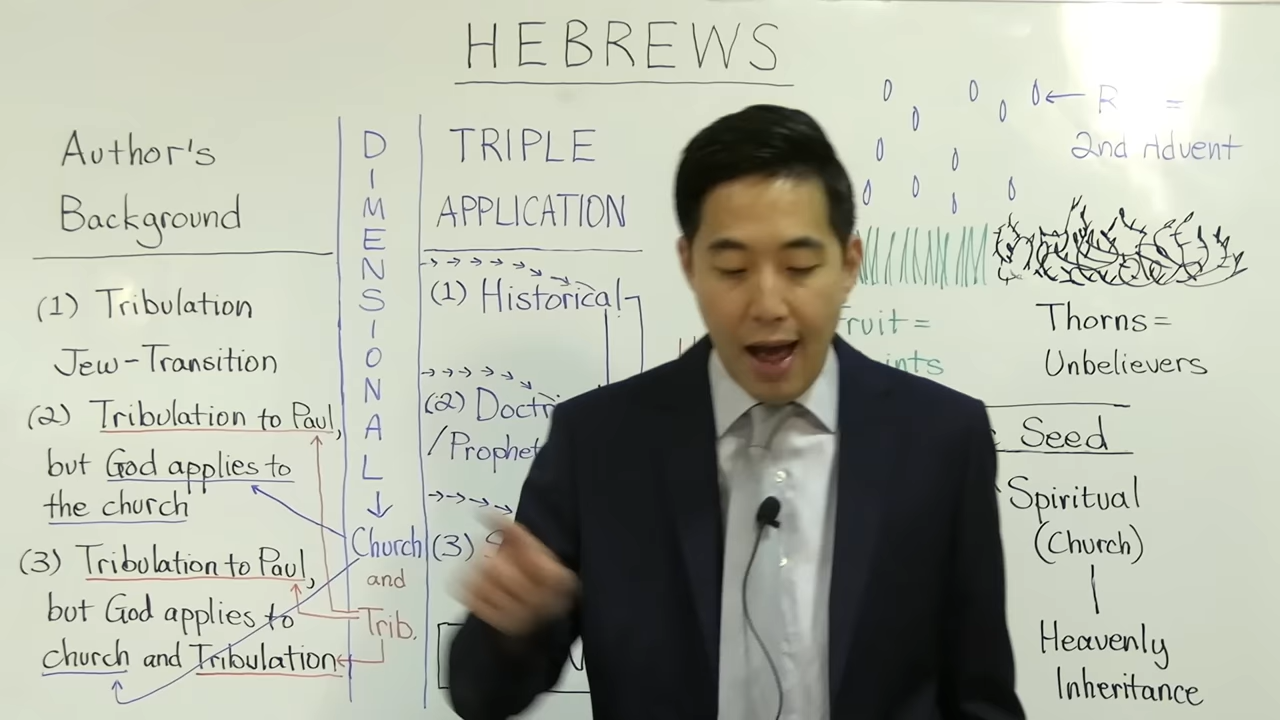 HEBREWS
Author's
Background
(1) Tribulation
Jew-Transition
(2) Tribulation to Paul,
but God applies to
the church
(3) Tribulation to Paul,
but God applies to
church and Tribulation
DIMENSIONAL
Church
and
Trib.
TRIPLE
APPLICATION
(1) Historical
(2)
(3)
=
2nd Advent
Fruit =
Thorns =
Unbelievers
Seed
Spiritual
(Church)
Heavenly
Inheritance